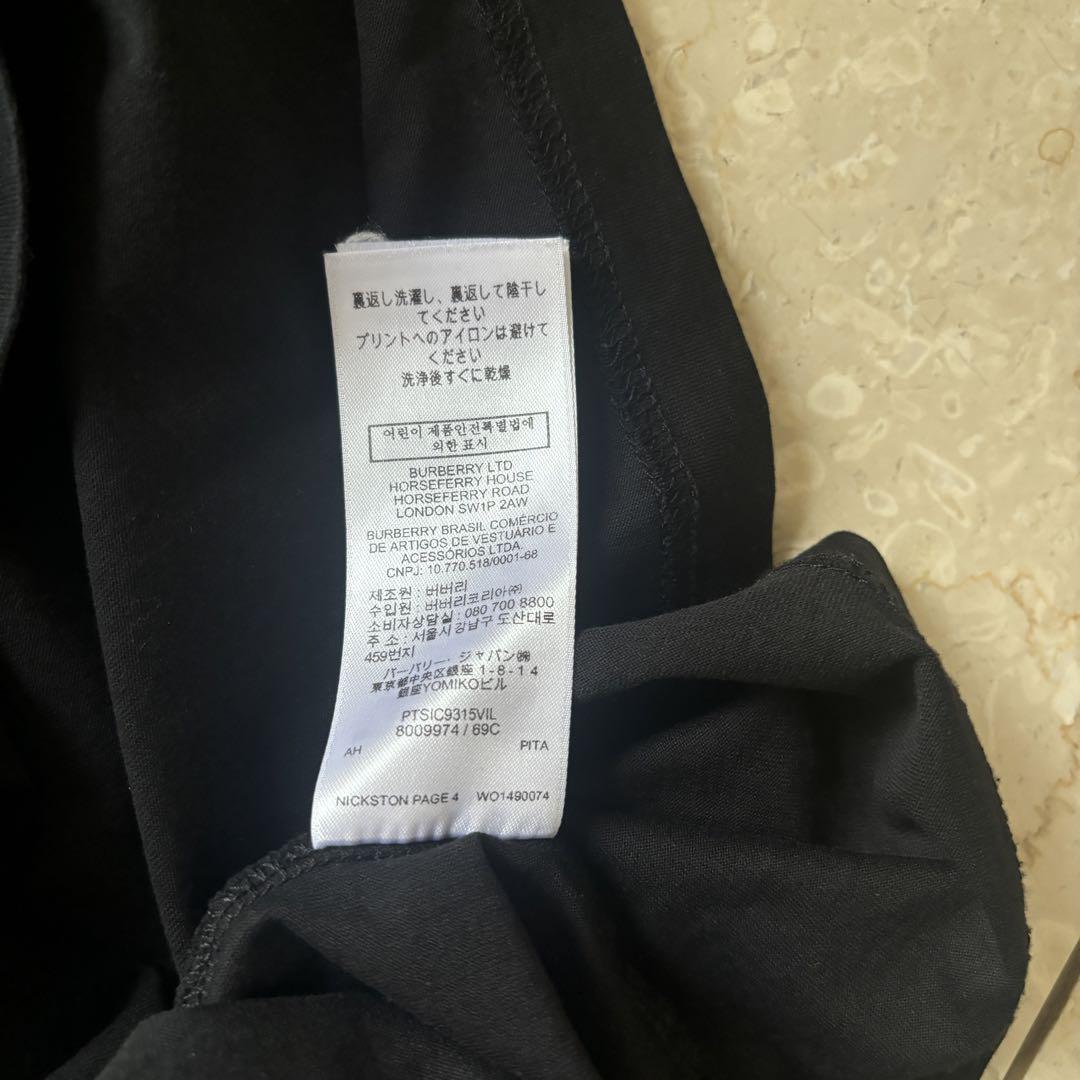 裏返し洗濯し、裏返して陰干し
てください
プリントへのアイロンは避けて
ください
洗浄後すぐに乾燥
어린이 제품안전특별법에
의한 표시
BURBERRY LTD
HORSEFERRY HOUSE
HORSEFERRY ROAD
LONDON SW1P 2AW
BURBERRY BRASIL COMÉRCIO
DE ARTIGOS DE VESTUÁRIO E
ACESSÓRIOS LTDA.
CNPJ: 10.770.518/0001-68
제조원 : 버버리
수입원 : 버버리코리아㈜
소비자상담실 : 080 700 8800
주 소 : 서울시 강남구 도산대로
459번지
バーバリー・ジャパン㈱
東京都中央区銀座 1-8-14
銀座YOMIKOビル
PTSIC9315VIL
8009974 / 69C
AH PITA
NICKSTON PAGE 4 WO1490074